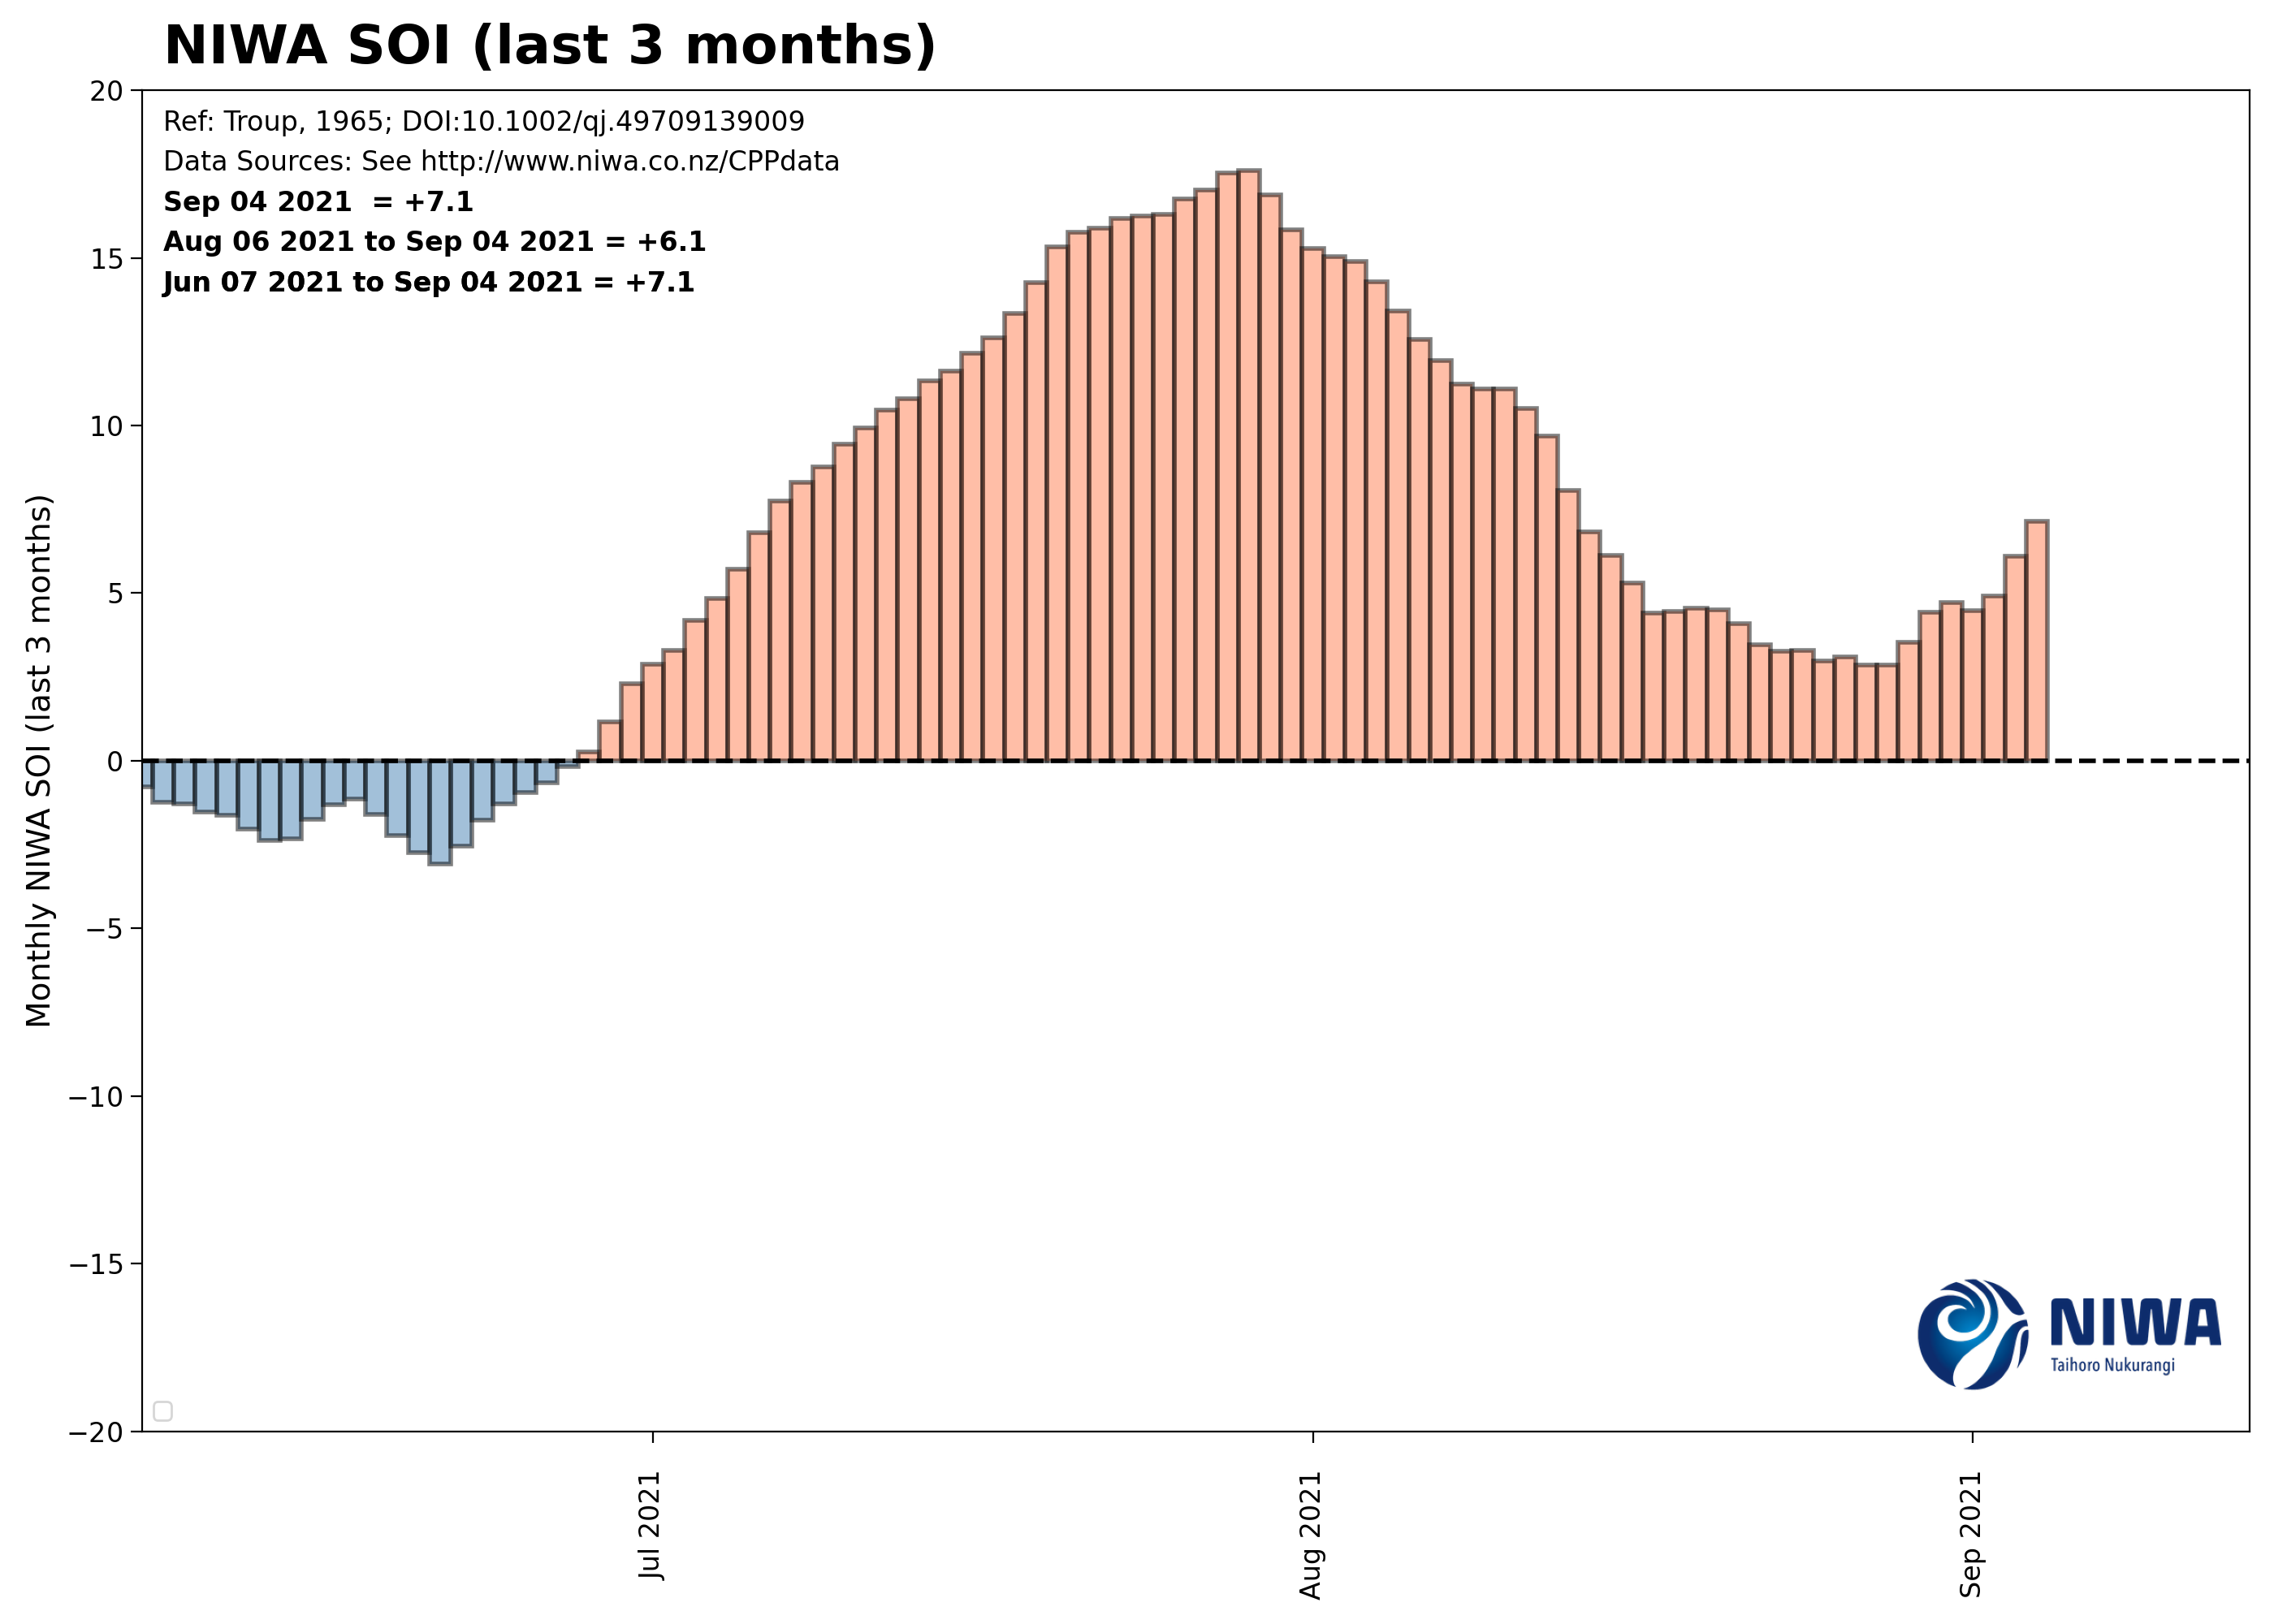 NIWA SOI (last 3 months)
Ref: Troup, 1965; DOI:10.1002/qj.49709139009
Data Sources: See http://www.niwa.co.nz/CPPdata
Sep 04 2021  = +7.1
Aug 06 2021 to Sep 04 2021 = +6.1
Jun 07 2021 to Sep 04 2021 = +7.1
Monthly NIWA SOI (last 3 months)
20
15
10
5
0
−5
−10
−15
−20
Jul 2021
Aug 2021
Sep 2021
NIWA
Taihoro Nukurangi